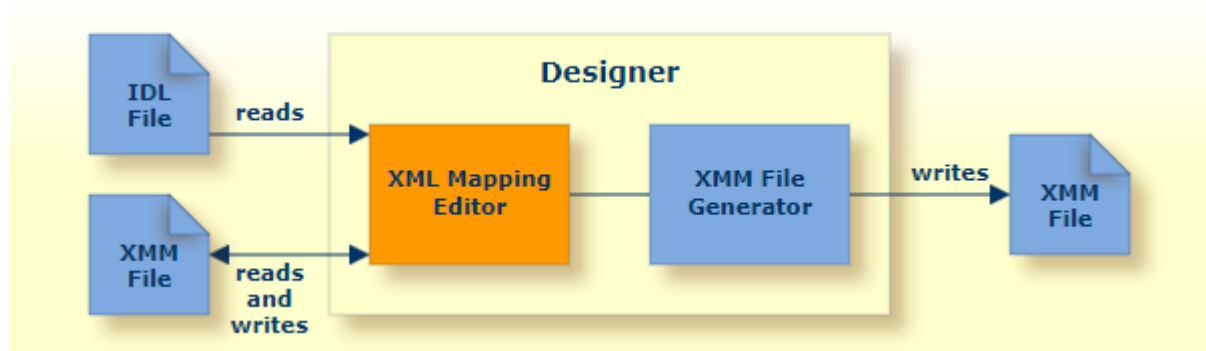 Designer
IDL
File
reads
XML Mapping
Editor
XMM File
Generator
writes
XMM
File
XMM
File
reads
and
writes